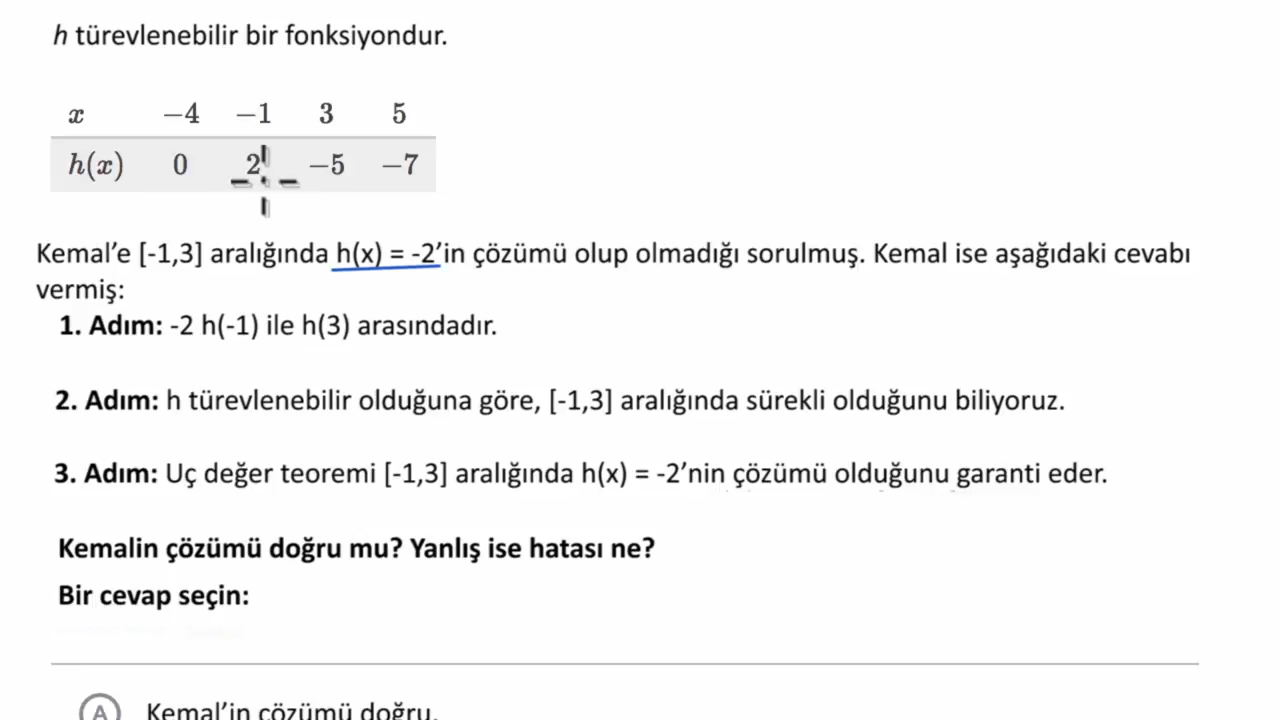 h türevlenebilir bir fonksiyondur.
x −4 −1 3 5
h(x) 0 2 −5 −7
Kemal’e [-1,3] aralığında h(x) = -2’in çözümü olup olmadığı sorulmuş. Kemal ise aşağıdaki cevabı
vermiş:
1. Adım: -2 h(-1) ile h(3) arasındadır.
2. Adım: h türevlenebilir olduğuna göre, [-1,3] aralığında sürekli olduğunu biliyoruz.
3. Adım: Uç değer teoremi [-1,3] aralığında h(x) = -2’nin çözümü olduğunu garanti eder.
Kemalin çözümü doğru mu? Yanlış ise hatası ne?
Bir cevap seçin:
A Kemal’in çözümü doğru.